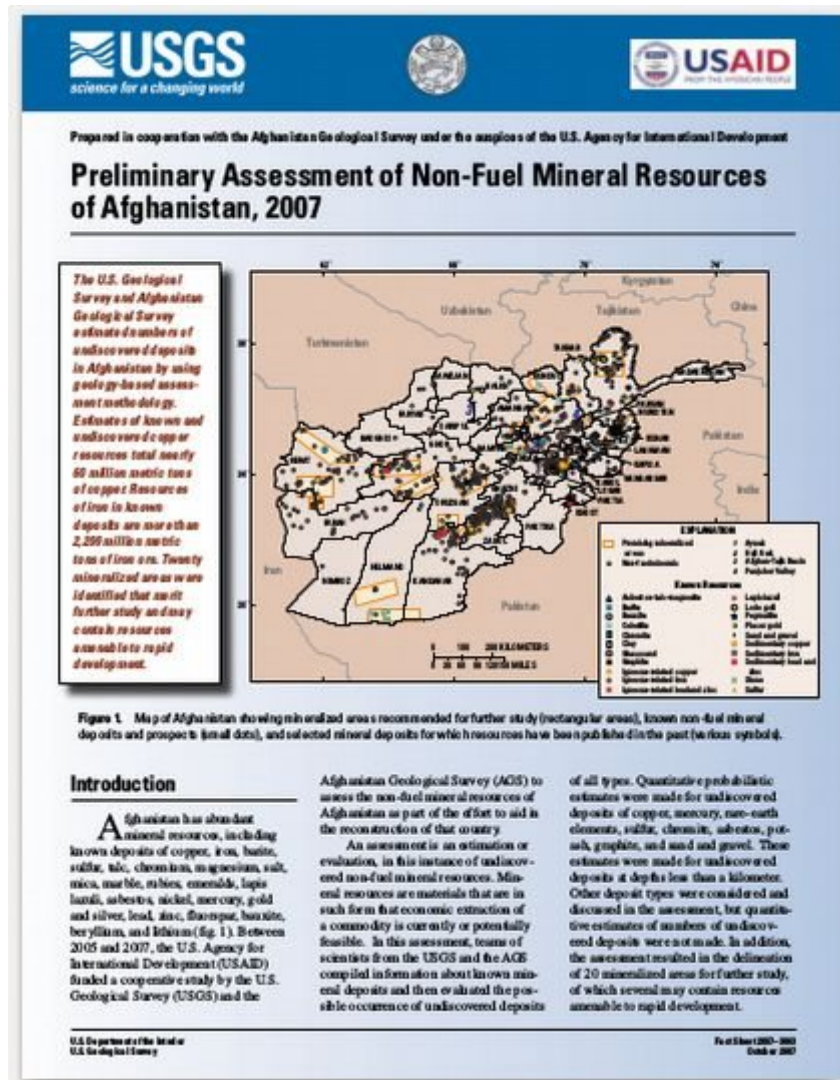 USGS
science for a changing world
USAID
FROM THE AMERICAN PEOPLE
Prepared in cooperation with the Afghanistan Geological Survey under the auspices of the U.S. Agency for International Development
Preliminary Assessment of Non-Fuel Mineral Resources
of Afghanistan, 2007
The U.S. Geological
Survey and Afghanistan
Geological Survey
estimated numbers of
undiscovered deposits
in Afghanistan by using
geology-based assess-
ment methodology.
Estimates of known and
undiscovered copper
resources total nearly
60 million metric tons
of copper. Resources
of iron in known
deposits are more than
metric
tons of iron ore. Twenty
mineralized areas were
identified that merit
further study and may
contain resources
amenable to rapid
development.
Kyrgyzstan
Uzbekistan
Tajikistan
China
Turkmenistan
Pakistan
India
Iran
HELMAND
NIMROZ
KANDAHAR
Pakistan
0 100 200 KILOMETERS
EXPLANATION
Known Resources
Figure 1. Map of Afghanistan showing mineralized areas recommended for further study (rectangular areas), known non-fuel mineral
deposits and prospects (small dots), and selected mineral deposits for which resources have been published in the past (various symbols).
Introduction
Afghanistan has abundant
mineral resources, including
known deposits of copper, iron, barite,
sulfur, talc, chromium, magnesium, salt,
mica, marble, rubies, emeralds, lapis
lazuli, asbestos, nickel, mercury, gold
and silver, lead, zinc, fluorspar, bauxite,
beryllium, and lithium (fig. 1). Between
2005 and 2007, the U.S. Agency for
International Development (USAID)
funded a cooperative study by the U.S.
Geological Survey (USGS) and the
Afghanistan Geological Survey (AGS) to
assess the non-fuel mineral resources of
Afghanistan as part of the effort to aid in
the reconstruction of that country.
An assessment is an estimation or
evaluation, in this instance of undiscov-
ered non-fuel mineral resources. Min-
eral resources are materials that are in
such form that economic extraction of
a commodity is currently or potentially
feasible. In this assessment, teams of
scientists from the USGS and the AGS
compiled information about known min-
eral deposits and then evaluated the pos-
sible occurrence of undiscovered deposits
of all types. Quantitative probabilistic
estimates were made for undiscovered
deposits of copper, mercury, rare-earth
elements, sulfur, chromite, asbestos, pot-
ash, graphite, and sand and gravel. These
estimates were made for undiscovered
deposits at depths less than a kilometer.
Other deposit types were considered and
discussed in the assessment, but quantita-
tive estimates of numbers of undiscov-
ered deposits were not made. In addition,
the assessment resulted in the delineation
of 20 mineralized areas for further study,
of which several may contain resources
amenable to rapid development.
U.S. Department of the Interior
U.S. Geological Survey
Fact Sheet
October 2007